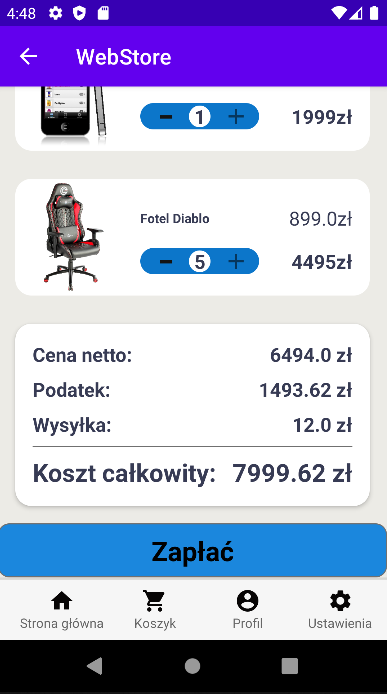 4:48
WebStore
1 1999zł
Fotel Diablo 899.0zł
5 4495zł
Cena netto: 6494.0 zł
Podatek: 1493.62 zł
Wysyłka: 12.0 zł
Koszt całkowity: 7999.62 zł
Zapłać
Strona główna Koszyk Profil Ustawienia